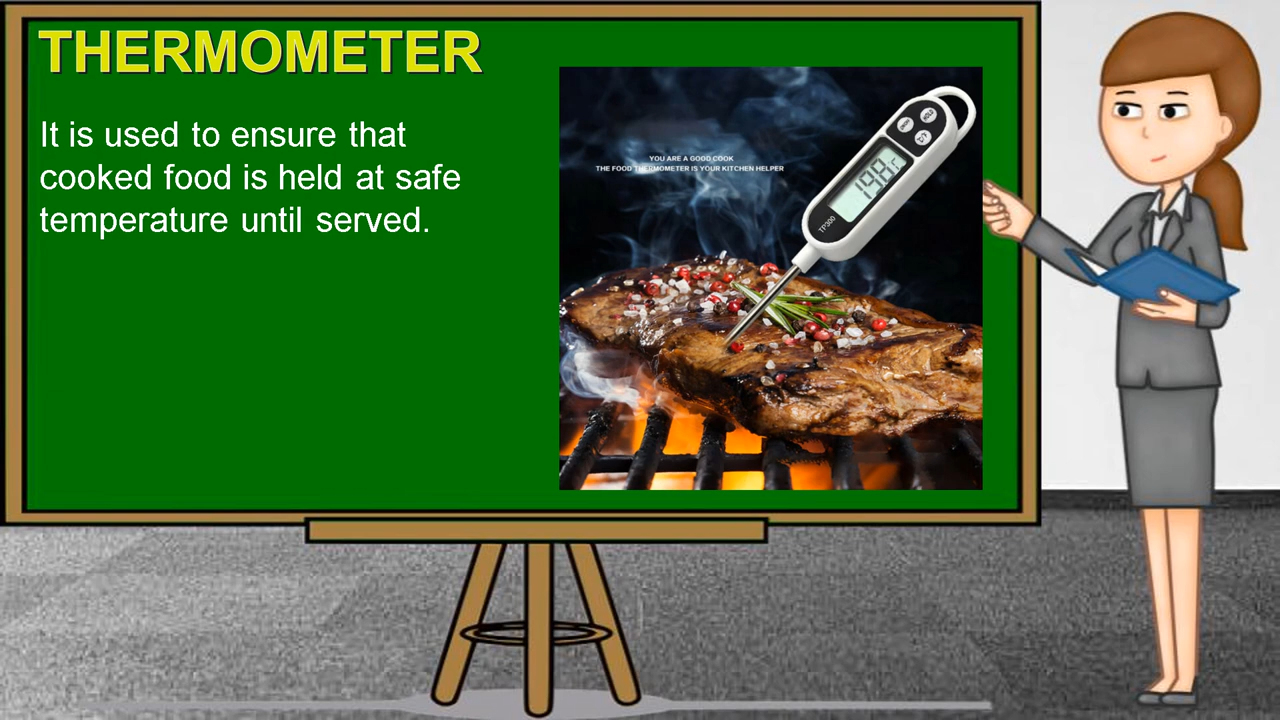 THERMOMETER
It is used to ensure that
cooked food is held at safe
temperature until served.
YOU ARE A GOOD COOK
THE FOOD THERMOMETER IS YOUR KITCHEN HELPER
TP300